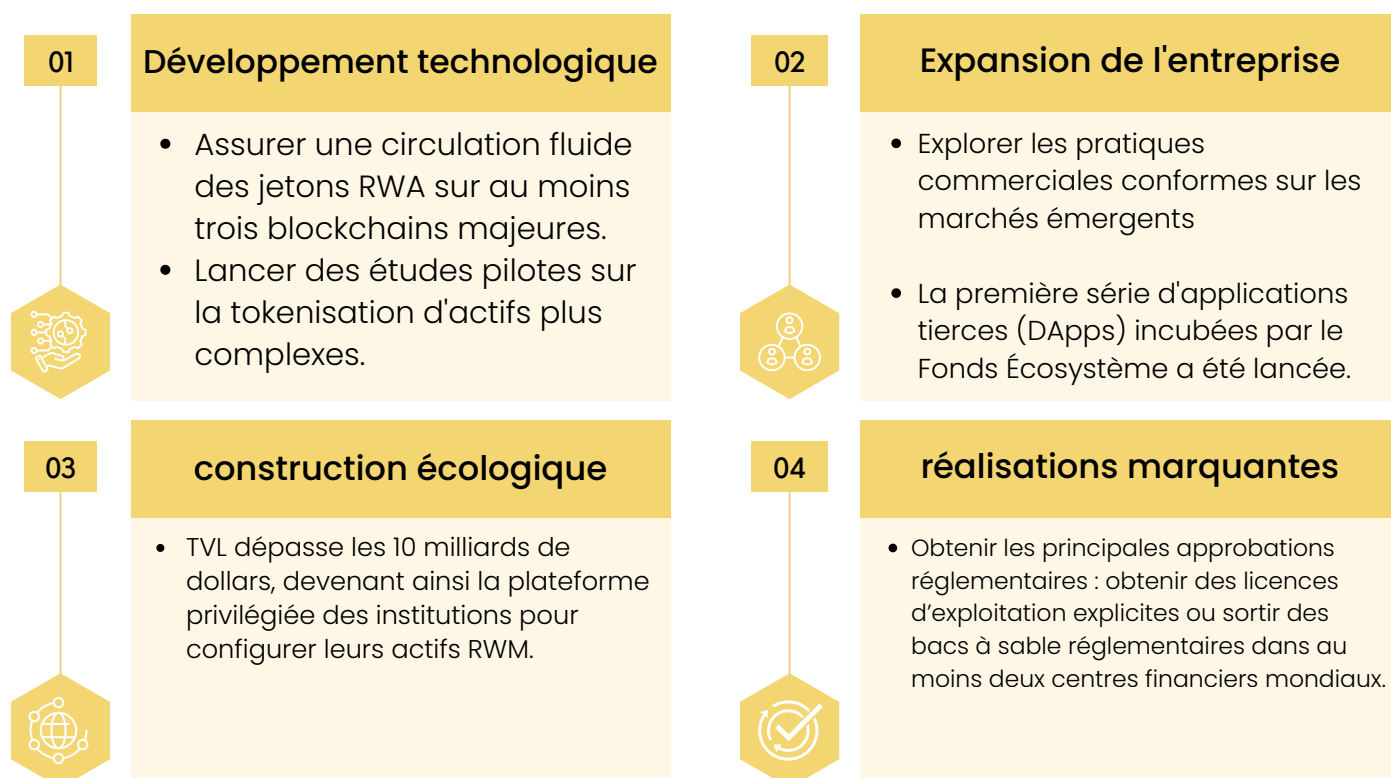 01
Développement technologique
• Assurer une circulation fluide
des jetons RWA sur au moins
trois blockchains majeures.
• Lancer des études pilotes sur
la tokenisation d'actifs plus
complexes.
02
Expansion de l'entreprise
• Explorer les pratiques
commerciales conformes sur les
marchés émergents
• La première série d'applications
tierces (DApps) incubées par le
Fonds Écosystème a été lancée.
03
construction écologique
• TVL dépasse les 10 milliards de
dollars, devenant ainsi la plateforme
privilégiée des institutions pour
configurer leurs actifs RWM.
04
réalisations marquantes
• Obtenir les principales approbations
réglementaires : obtenir des licences
d’exploitation explicites ou sortir des
bacs à sable réglementaires dans au
moins deux centres financiers mondiaux.